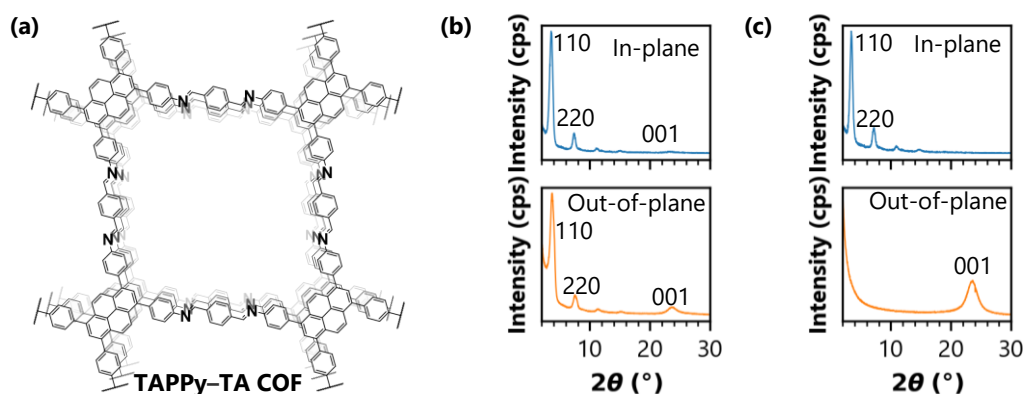 (a)
N
N
N
N
N
N
N
N
TAPPy–TA COF
(b)
Intensity (cps)
110
In-plane
220
001
Intensity (cps)
Out-of-plane
110
220
001
10
20
30
2θ (°)
(c)
Intensity (cps)
110
In-plane
220
Intensity (cps)
Out-of-plane
001
10
20
30
2θ (°)